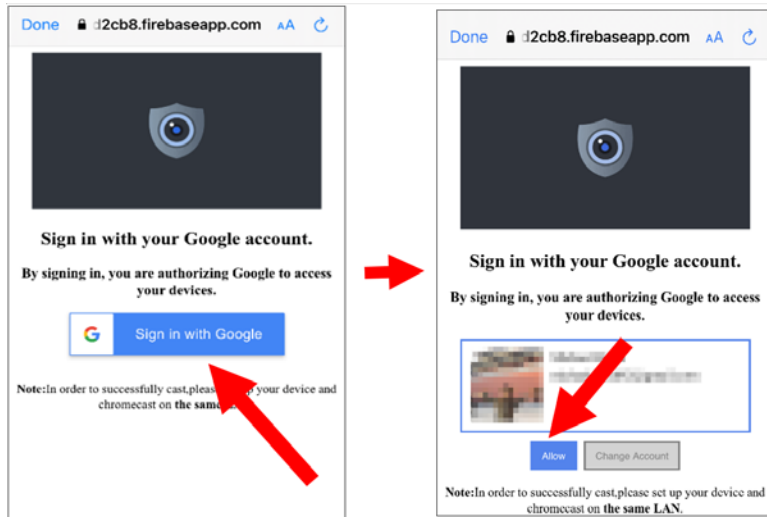 Done d2cb8.firebaseapp.com AA
Sign in with your Google account.
By signing in, you are authorizing Google to access
your devices.
G Sign in with Google
Note:In order to successfully cast,please up your device and
chromecast on the same
Done d2cb8.firebaseapp.com AA
Sign in with your Google account.
By signing in, you are authorizing Google to access
your devices.
Allow Change Account
Note:In order to successfully cast,please set up your device and
chromecast on the same LAN.